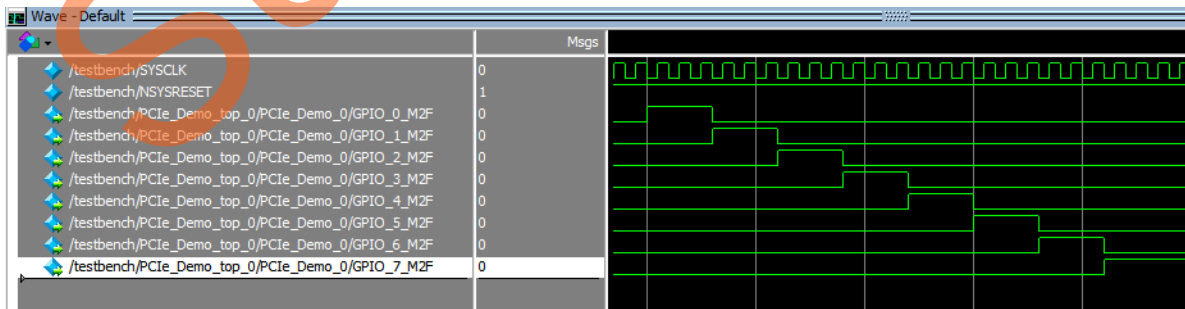 Wave - Default
Msgs
/testbench/SYSCLK 0
/testbench/NSYSRESET 1
/testbench/PCIe_Demo_top_0/PCIe_Demo_0/GPIO_0_M2F 0
/testbench/PCIe_Demo_top_0/PCIe_Demo_0/GPIO_1_M2F 0
/testbench/PCIe_Demo_top_0/PCIe_Demo_0/GPIO_2_M2F 0
/testbench/PCIe_Demo_top_0/PCIe_Demo_0/GPIO_3_M2F 0
/testbench/PCIe_Demo_top_0/PCIe_Demo_0/GPIO_4_M2F 0
/testbench/PCIe_Demo_top_0/PCIe_Demo_0/GPIO_5_M2F 0
/testbench/PCIe_Demo_top_0/PCIe_Demo_0/GPIO_6_M2F 0
/testbench/PCIe_Demo_top_0/PCIe_Demo_0/GPIO_7_M2F 0